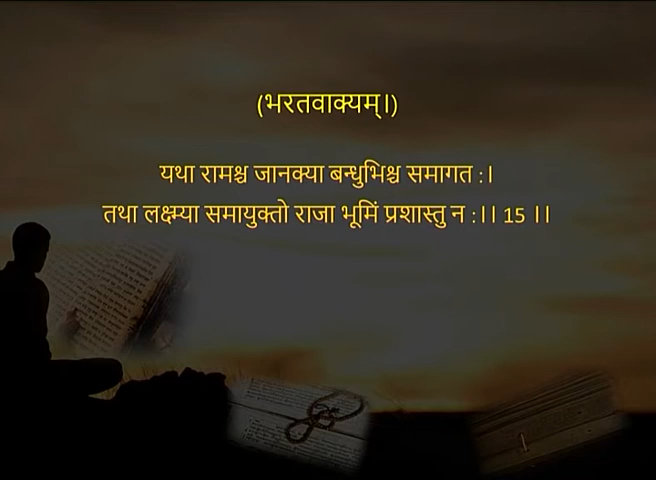 (भरतवाक्यम्।)
यथा रामश्च जानक्या बन्धुभिश्च समागत :।
तथा लक्ष्म्या समायुक्तो राजा भूमिं प्रशास्तु न :।। 15 ।।